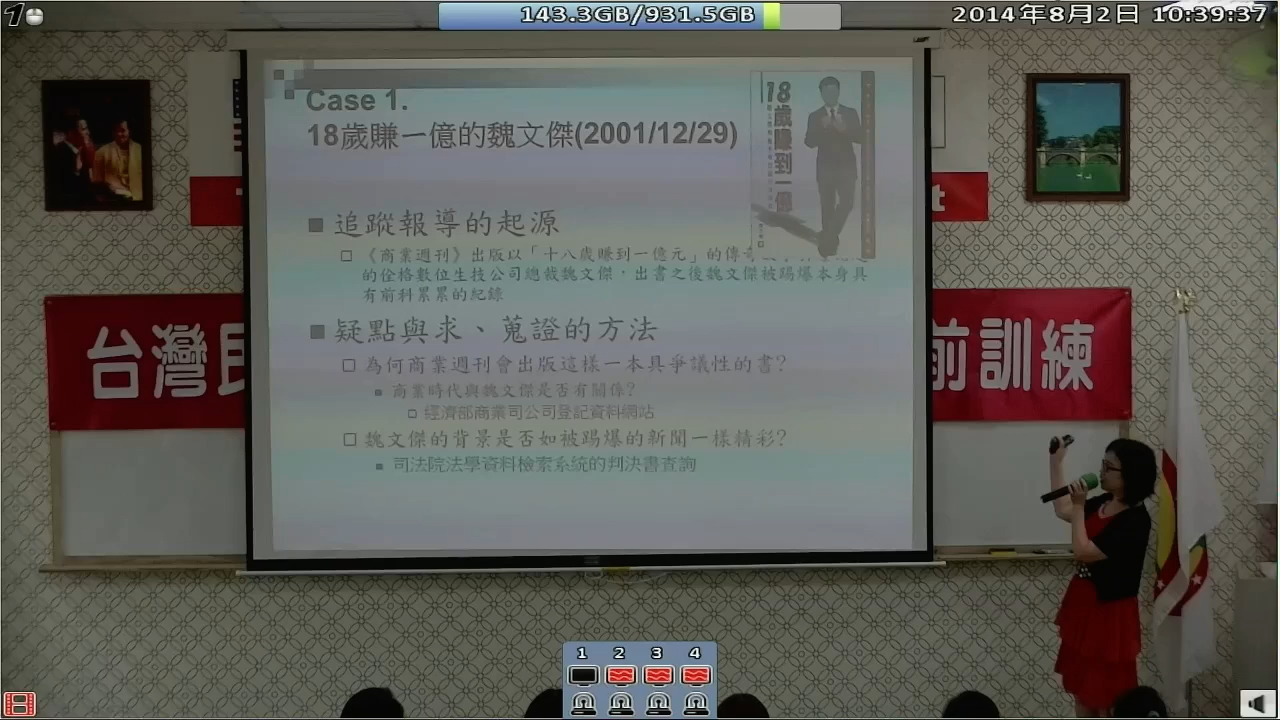 1
143.3GB/931.5GB
2014年8月2日 10:39:37
Case 1.
18歲賺一億的魏文傑(2001/12/29)
18歲賺到一億
t
追蹤報導的起源
《商業週刊》出版以「十八歲賺到一億元」的傳奇
的佺格數位生技公司總裁魏文傑，出書之後魏文傑被踢爆本身具
有前科累累的紀錄
疑點與求、蒐證的方法
為何商業週刊會出版這樣一本具爭議性的書?
商業時代與魏文傑是否有關係?
經濟部商業司公司登記資料網站
魏文傑的背景是否如被踢爆的新聞一樣精彩?
司法院法學資料檢索系統的判決書查詢
台灣民
前訓練
1 2 3 4